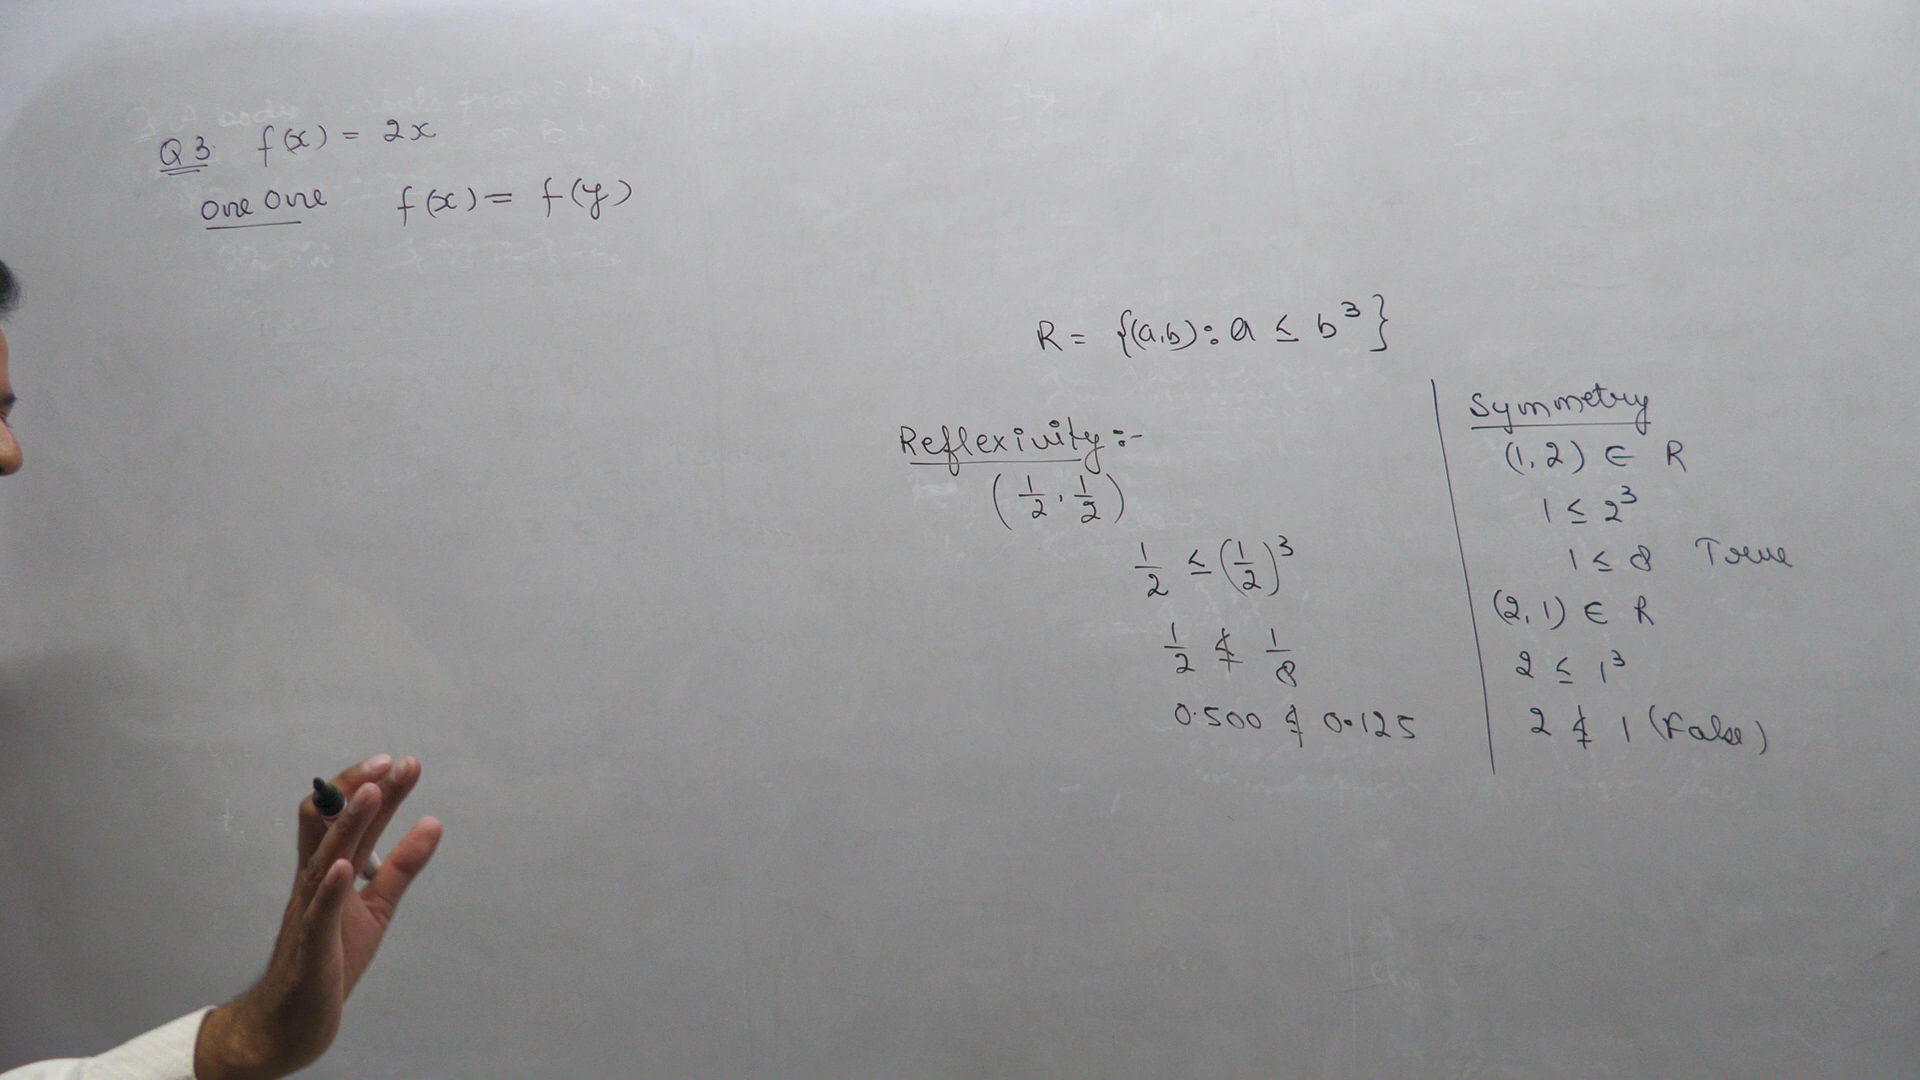 Q3. f(x) = 2x
One One f(x) = f(y)
R = {(a,b): a ≤ b³}
Reflexivity :-
(1/2, 1/2)
1/2 ≤ (1/2)³
1/2 ≰ 1/8
0.500 ≰ 0.125
Symmetry
(1,2) ∈ R
1 ≤ 2³
1 ≤ 8 True
(2,1) ∈ R
2 ≤ 1³
2 ≰ 1 (False)